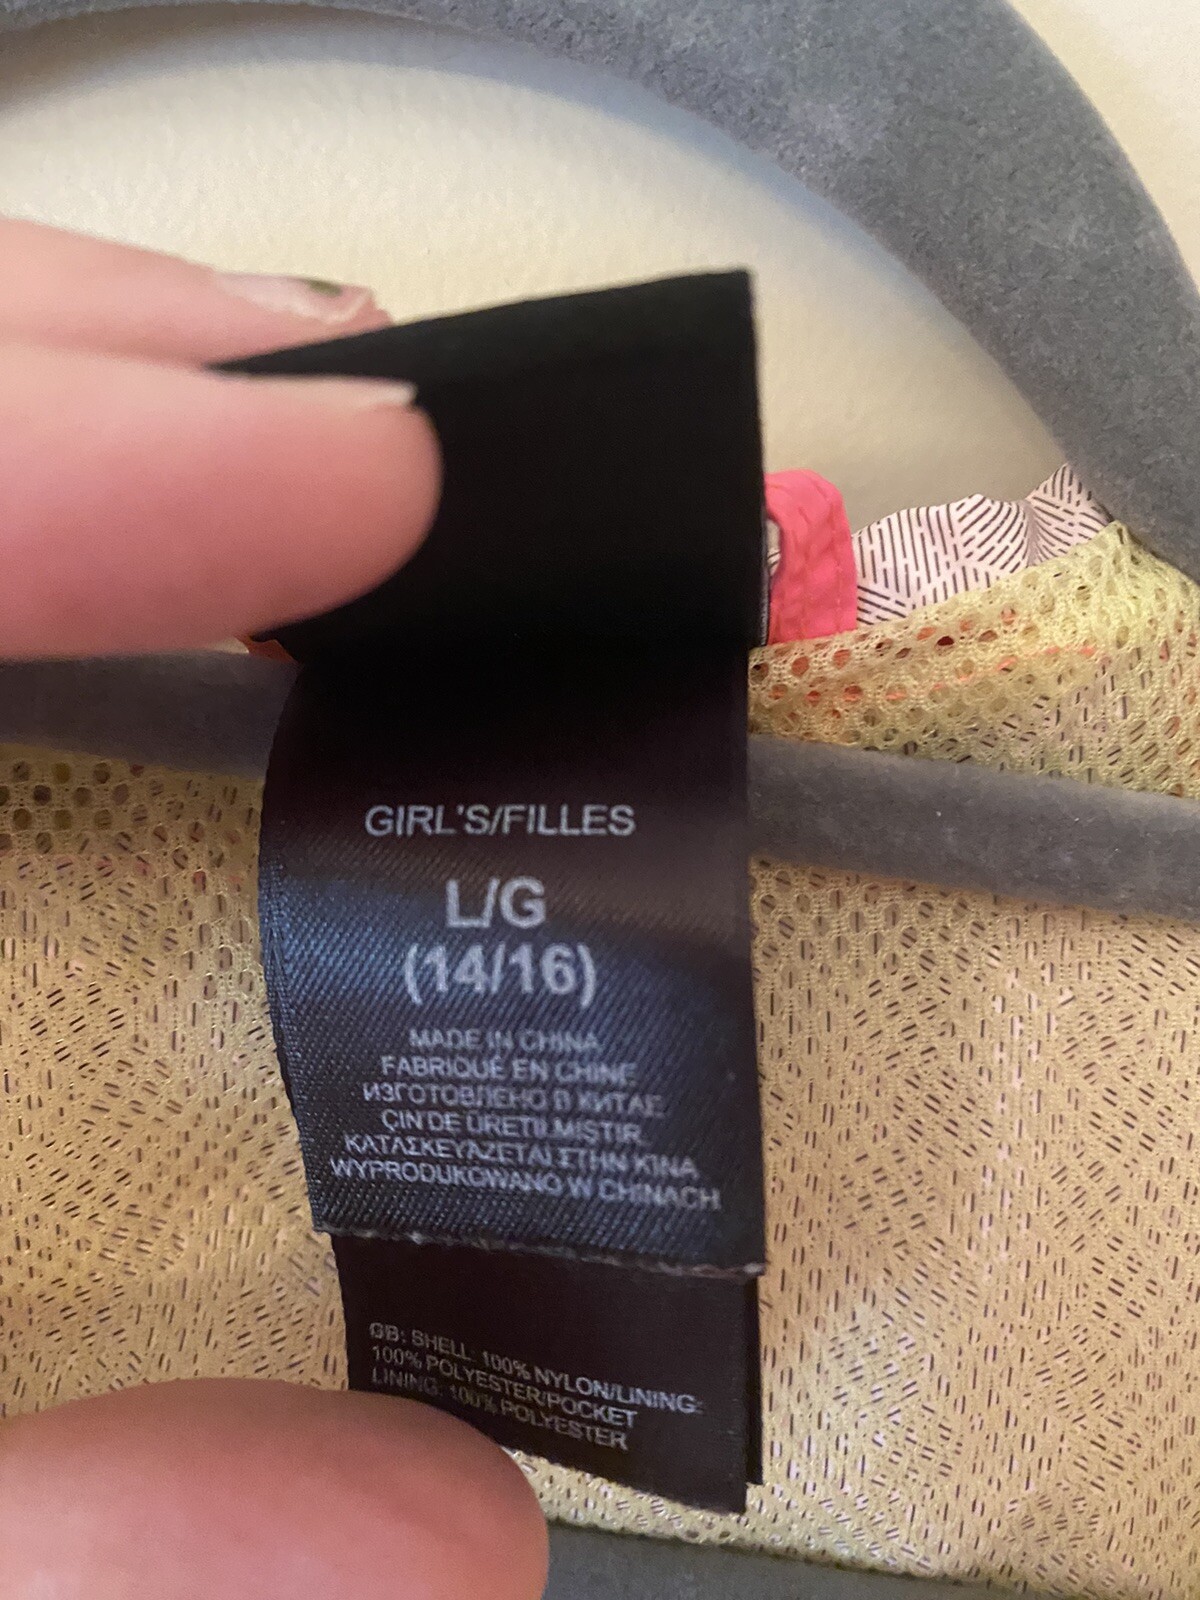 GIRL'S/FILLES
L/G
(14/16)
MADE IN CHINA
FABRIQUÉ EN CHINE
ИЗГОТОВЛЕНО В КИТАЕ
ÇIN'DE ÜRETILMIŞTIR.
ΚΑΤΑΣΚΕΥΑΖΕΤΑΙ ΣΤΗΝ ΚΙΝΑ
WYPRODUKOWANO W CHINACH
GB: SHELL: 100% NYLON/LINING:
100% POLYESTER/POCKET
LINING: 100% POLYESTER